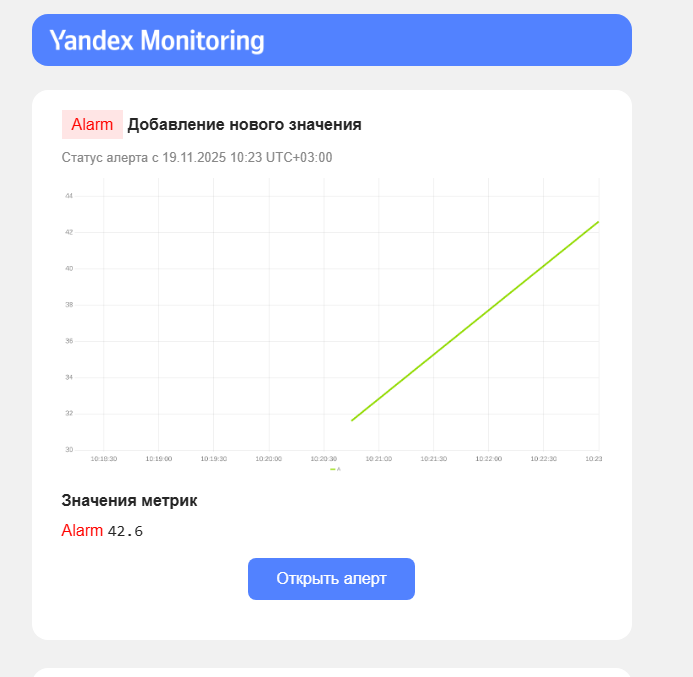 Yandex Monitoring
Alarm Добавление нового значения
Статус алерта с 19.11.2025 10:23 UTC+03:00
44
42
40
38
36
34
32
30
10:18:30 10:19:00 10:19:30 10:20:00 10:20:30 10:21:00 10:21:30 10:22:00 10:22:30 10:23
A
Значения метрик
Alarm 42.6
Открыть алерт